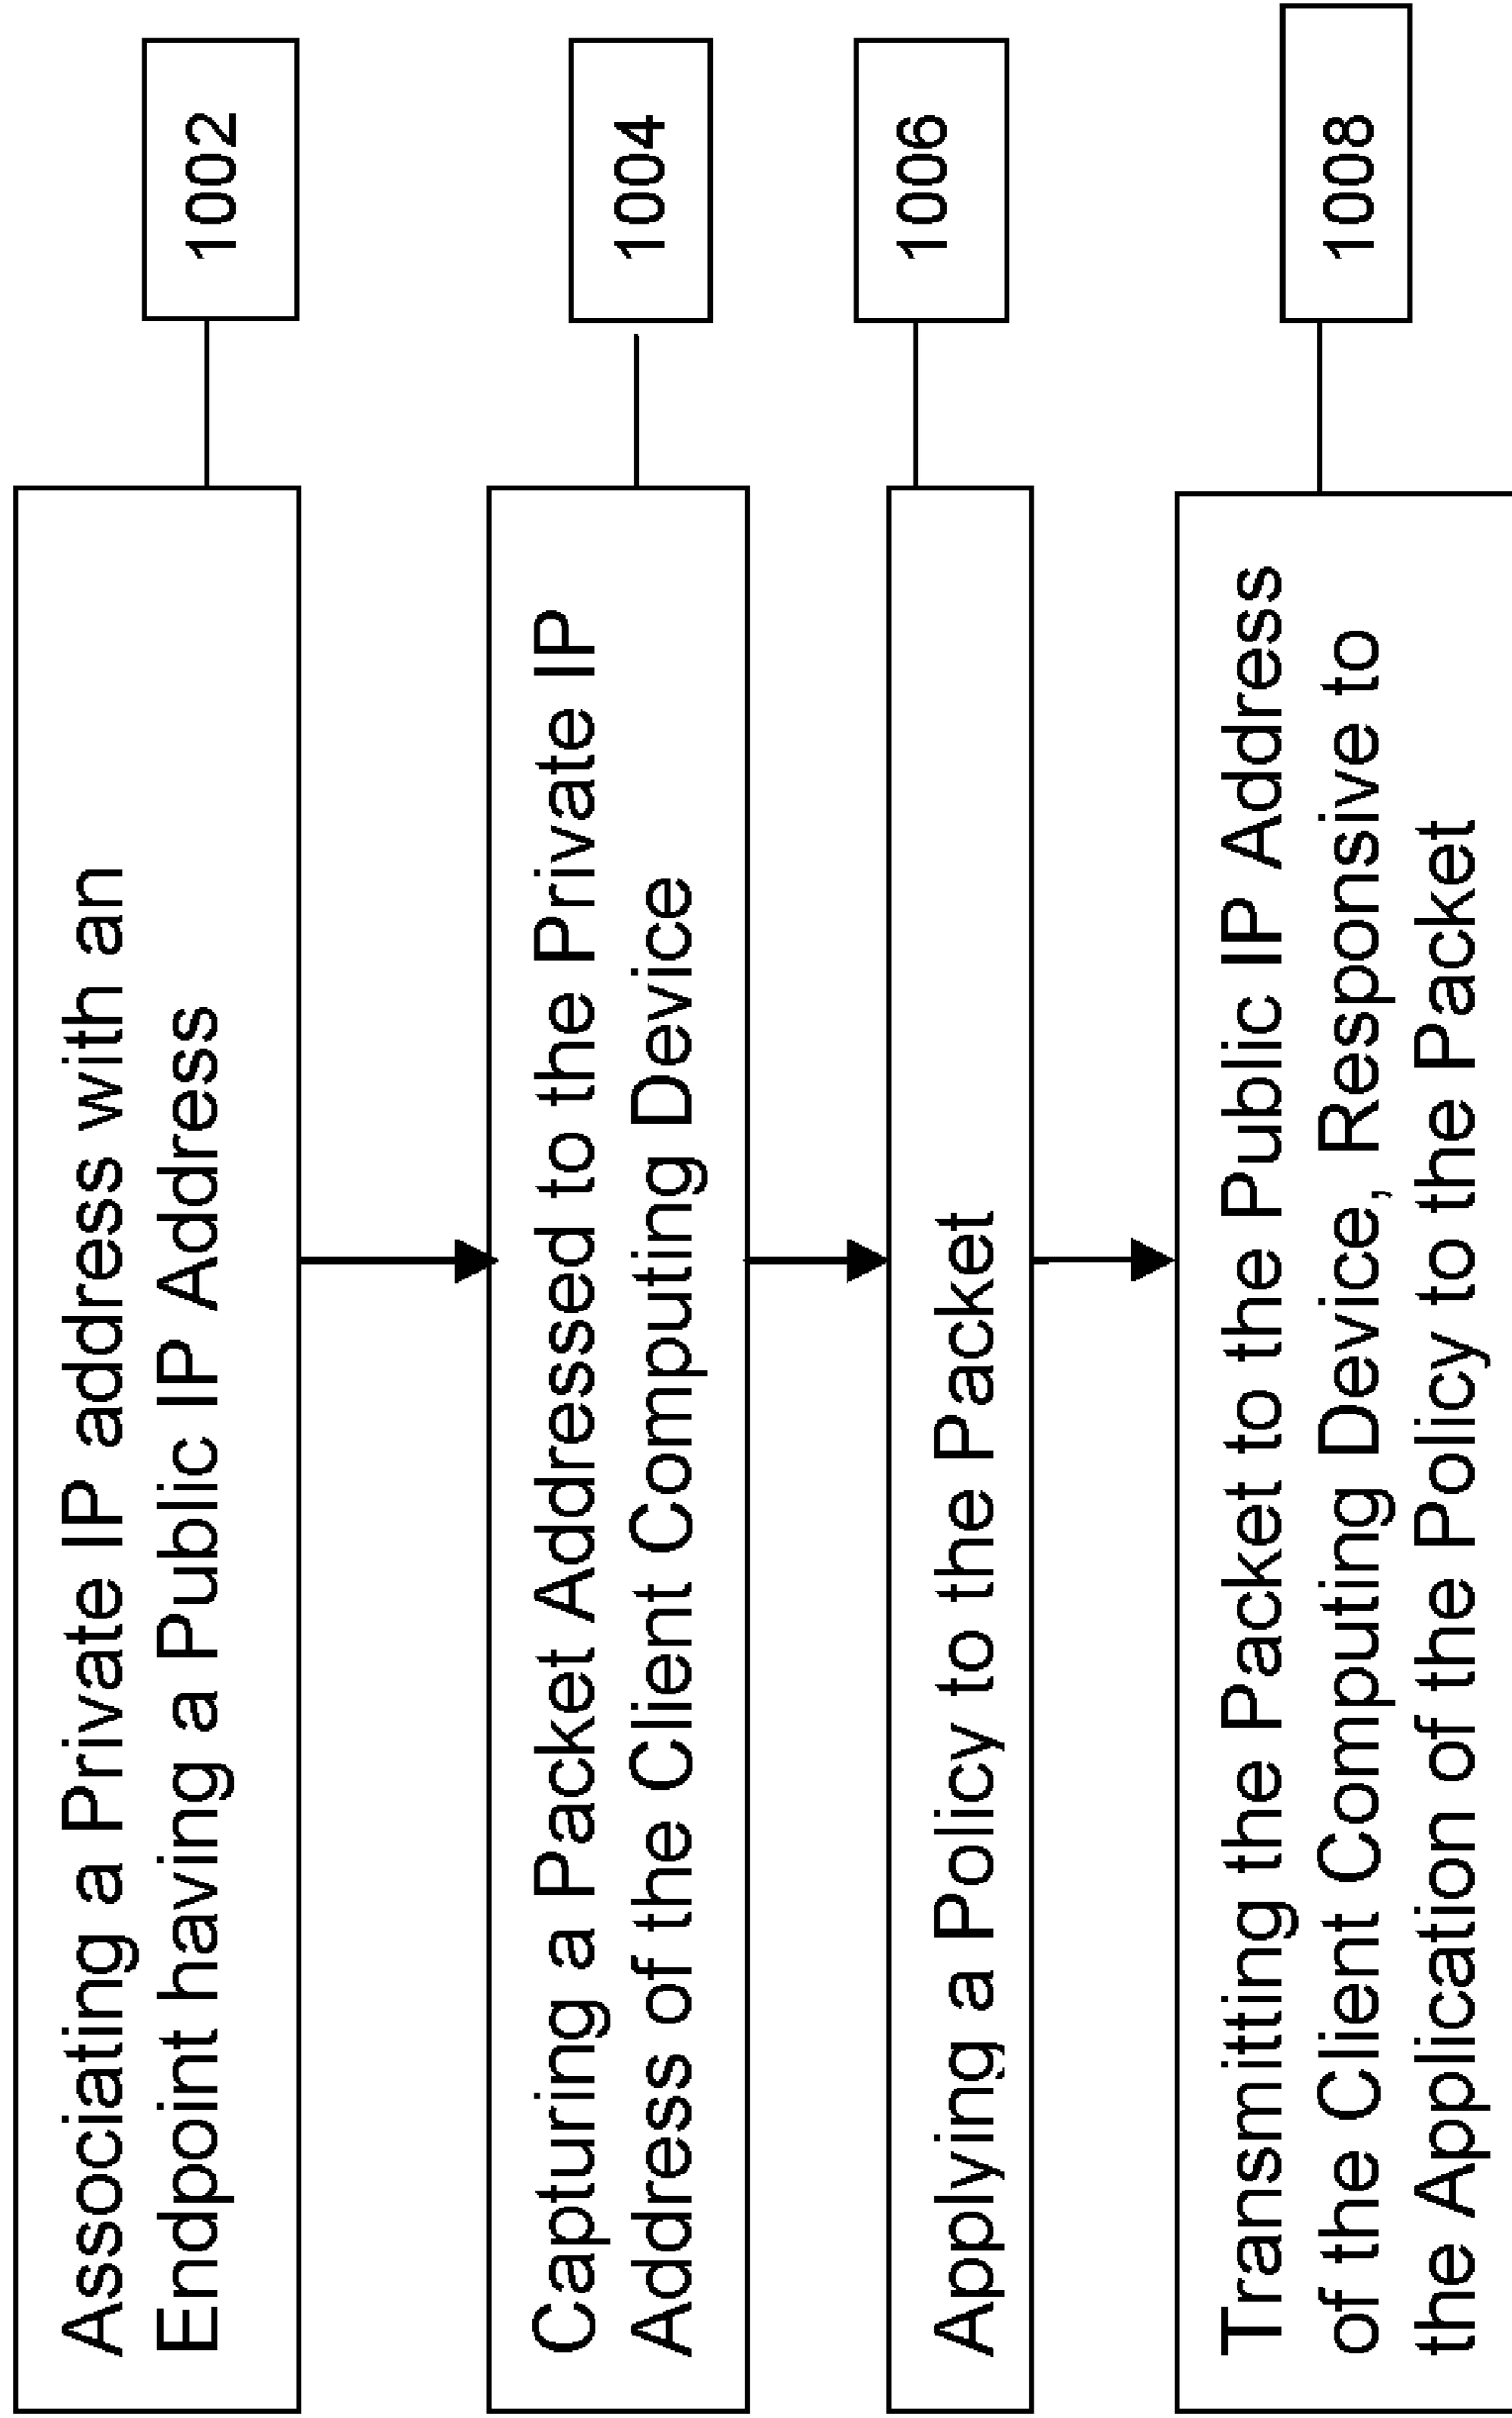 Associating a Private IP address with an
Endpoint having a Public IP Address
1002
Capturing a Packet Addressed to the Private IP
Address of the Client Computing Device
1004
Applying a Policy to the Packet
1006
Transmitting the Packet to the Public IP Address
of the Client Computing Device, Responsive to
the Application of the Policy to the Packet
1008